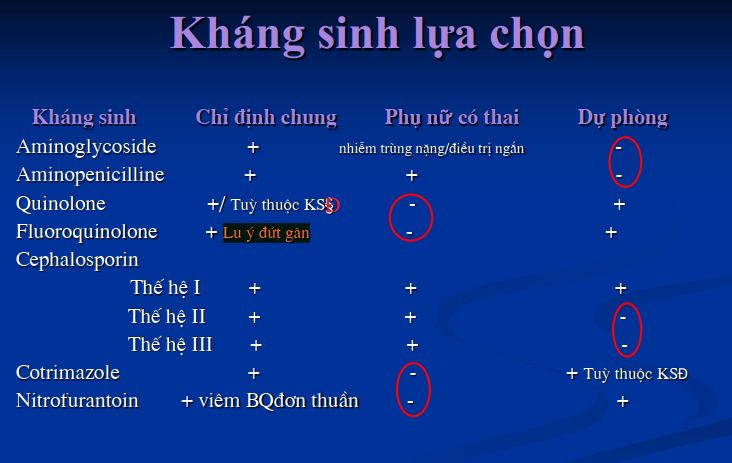 Kháng sinh lựa chọn
Kháng sinh Chỉ định chung Phụ nữ có thai Dự phòng
Aminoglycoside + nhiễm trùng nặng/điều trị ngắn -
Aminopenicilline + + -
Quinolone +/ Tuỳ thuộc KSĐ - +
Fluoroquinolone + Lu ý đứt gân - +
Cephalosporin
Thế hệ I + + +
Thế hệ II + + -
Thế hệ III + + -
Cotrimazole + - + Tuỳ thuộc KSĐ
Nitrofurantoin + viêm BQđơn thuần - +